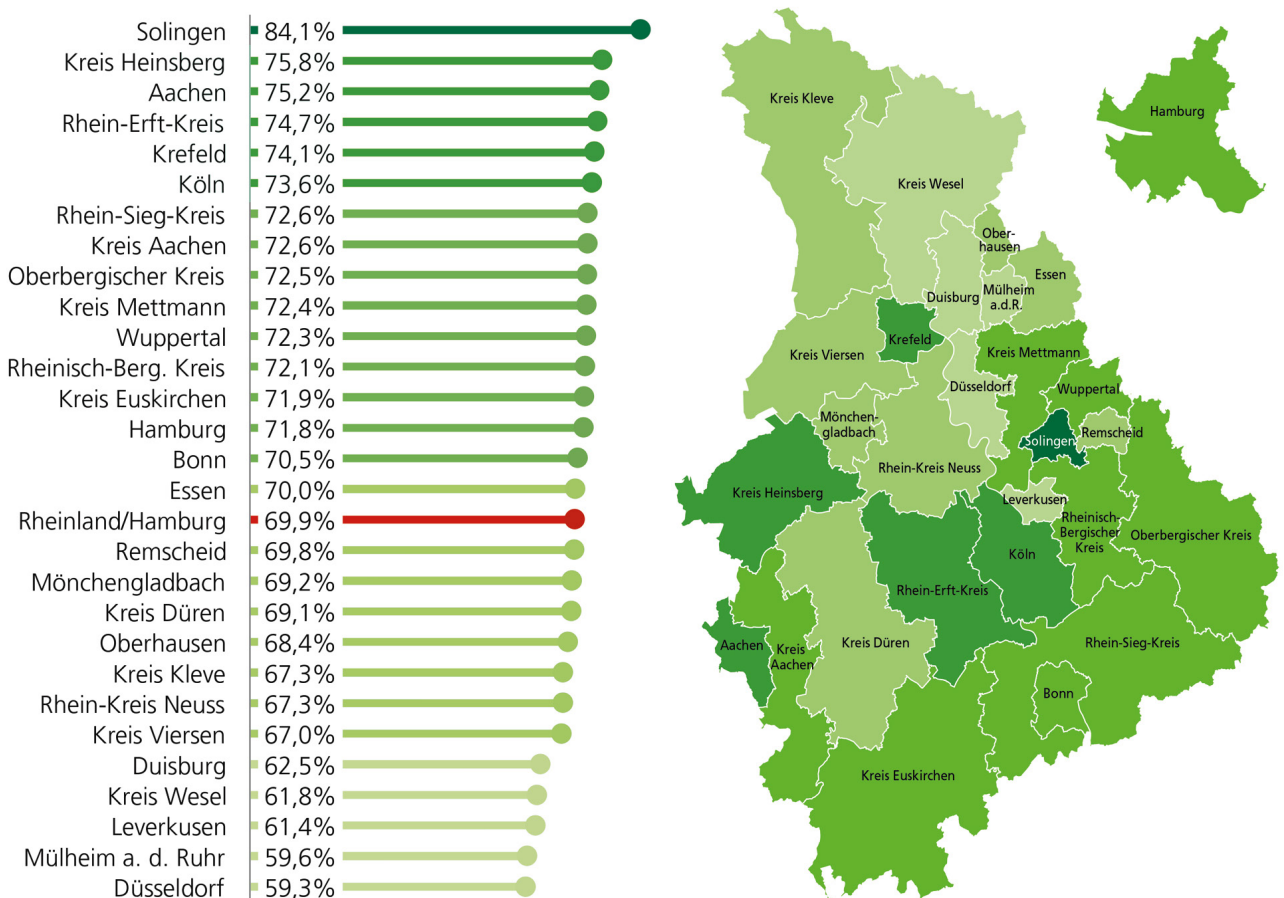 Solingen 84,1%
Kreis Heinsberg 75,8%
Aachen 75,2%
Rhein-Erft-Kreis 74,7%
Krefeld 74,1%
Köln 73,6%
Rhein-Sieg-Kreis 72,6%
Kreis Aachen 72,6%
Oberbergischer Kreis 72,5%
Kreis Mettmann 72,4%
Wuppertal 72,3%
Rheinisch-Berg. Kreis 72,1%
Kreis Euskirchen 71,9%
Hamburg 71,8%
Bonn 70,5%
Essen 70,0%
Rheinland/Hamburg 69,9%
Remscheid 69,8%
Mönchengladbach 69,2%
Kreis Düren 69,1%
Oberhausen 68,4%
Kreis Kleve 67,3%
Rhein-Kreis Neuss 67,3%
Kreis Viersen 67,0%
Duisburg 62,5%
Kreis Wesel 61,8%
Leverkusen 61,4%
Mülheim a. d. Ruhr 59,6%
Düsseldorf 59,3%
Kreis Kleve
Hamburg
Kreis Wesel
Ober-
hausen
Essen
Duisburg
Mülheim
a.d.R.
Krefeld
Kreis Viersen
Kreis Mettmann
Düsseldorf
Wuppertal
Mönchen-
gladbach
Solingen
Remscheid
Rhein-Kreis Neuss
Kreis Heinsberg
Leverkusen
Rheinisch-
Bergischer
Kreis
Oberbergischer Kreis
Köln
Rhein-Erft-Kreis
Aachen
Kreis
Aachen
Kreis Düren
Rhein-Sieg-Kreis
Bonn
Kreis Euskirchen